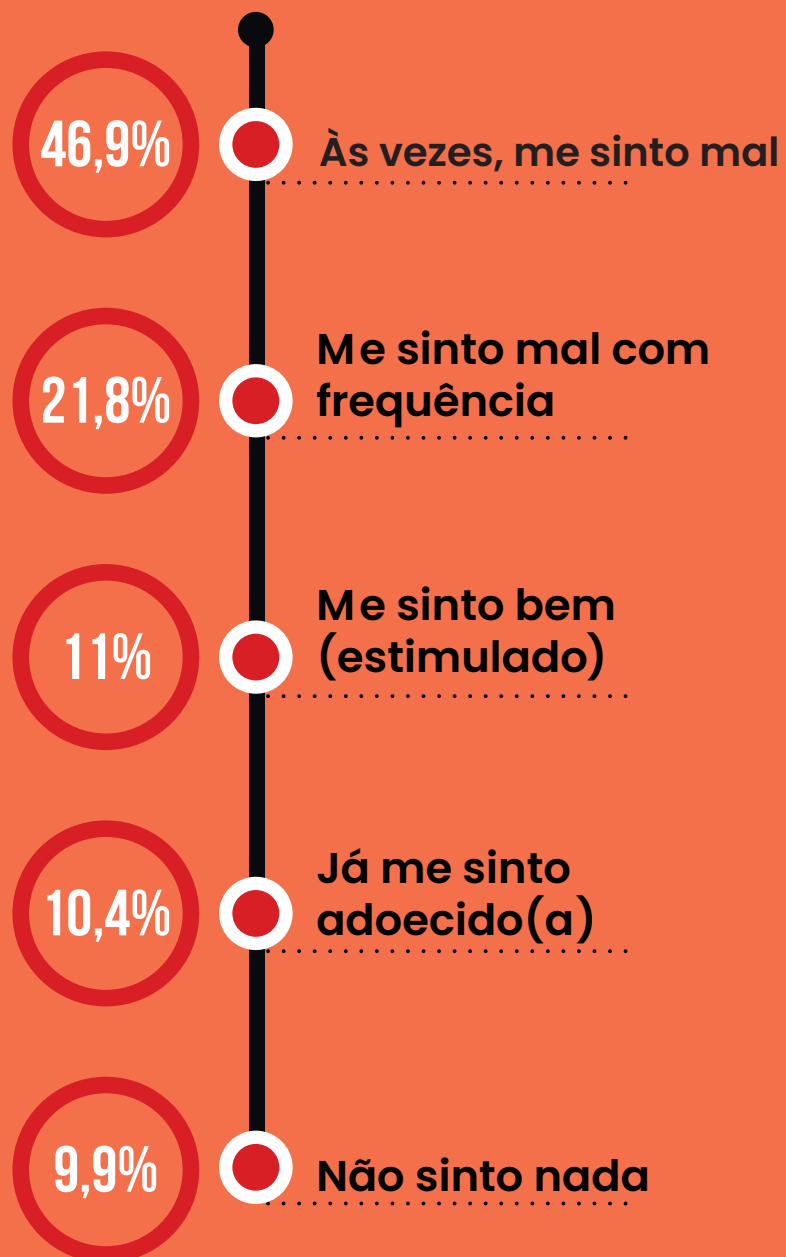 46,9%
Às vezes, me sinto mal
21,8%
Me sinto mal com
frequência
11%
Me sinto bem
(estimulado)
10,4%
Já me sinto
adoecido(a)
9,9%
Não sinto nada